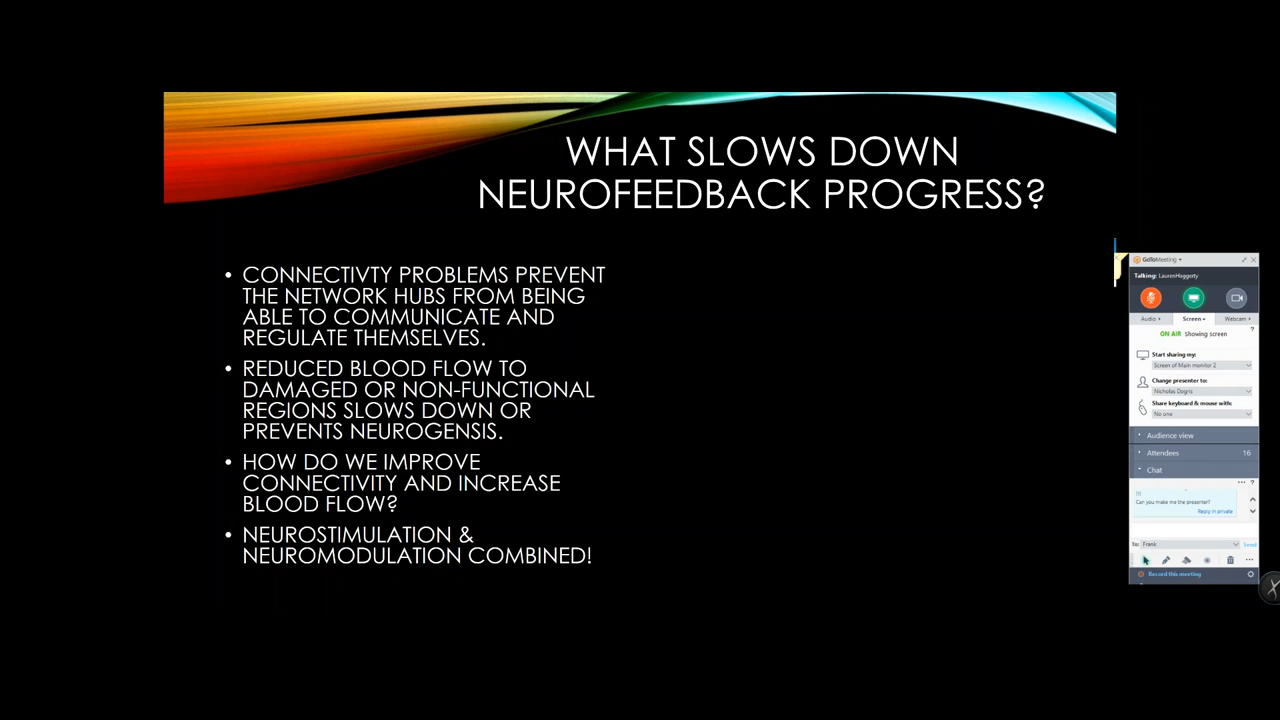 WHAT SLOWS DOWN
NEUROFEEDBACK PROGRESS?
• CONNECTIVTY PROBLEMS PREVENT
THE NETWORK HUBS FROM BEING
ABLE TO COMMUNICATE AND
REGULATE THEMSELVES.
• REDUCED BLOOD FLOW TO
DAMAGED OR NON-FUNCTIONAL
REGIONS SLOWS DOWN OR
PREVENTS NEUROGENSIS.
• HOW DO WE IMPROVE
CONNECTIVITY AND INCREASE
BLOOD FLOW?
• NEUROSTIMULATION &
NEUROMODULATION COMBINED!
GoToMeeting
Talking: LaurenHaggerty
Audio Screen Webcam
?
ON AIR Showing screen
Start sharing my:
Screen of Main monitor 2
Change presenter to:
Nicholas Dogris
Share keyboard & mouse with:
No one
Audience view
Attendees 16
Chat
... ?
Can you make me the presenter?
Reply in private
To: Frank Send
Record this meeting